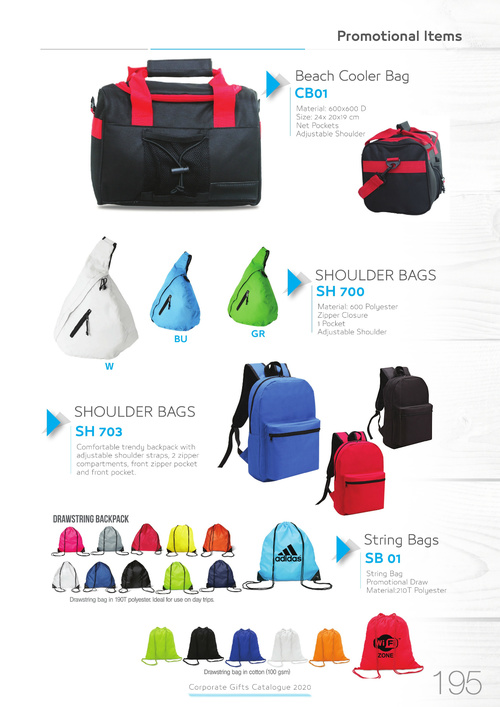 Promotional Items
Beach Cooler Bag
CB01
Material: 600x600 D
Size: 24x 20x19 cm
Net Pockets
Adjustable Shoulder
SHOULDER BAGS
SH 700
Material: 600 Polyester
Zipper Closure
1 Pocket
Adjustable Shoulder
W
BU
GR
SHOULDER BAGS
SH 703
Comfortable trendy backpack with
adjustable shoulder straps, 2 zipper
compartments, front zipper pocket
and front pocket.
DRAWSTRING BACKPACK
Drawstring bag in 190T polyester. Ideal for use on day trips.
adidas
String Bags
SB 01
String Bag
Promotional Draw
Material:210T Polyester
Drawstring bag in cotton (100 gsm)
Wi Fi
ZONE
Corporate Gifts Catalogue 2020
195